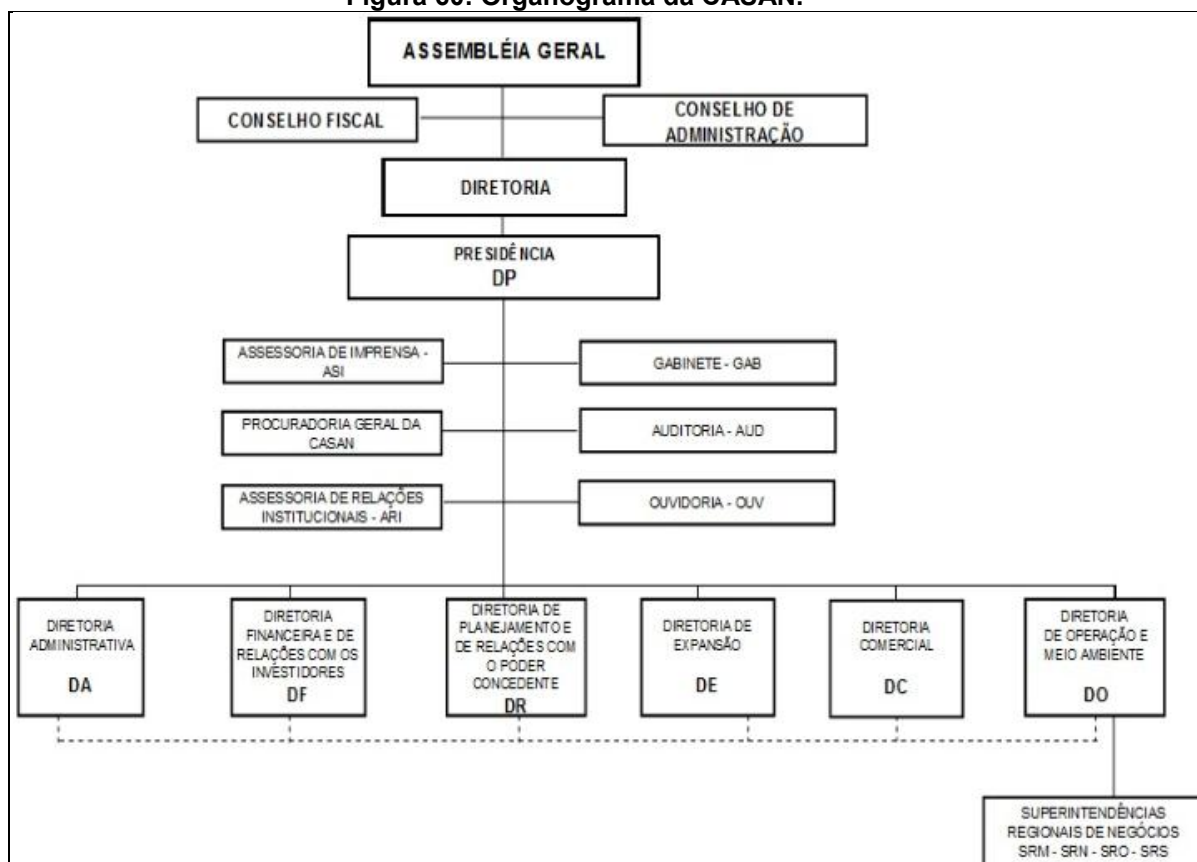 Organograma da CASAN.
ASSEMBLÉIA GERAL
CONSELHO FISCAL
CONSELHO DE
ADMINISTRAÇÃO
DIRETORIA
PRESIDÊNCIA
DP
ASSESSORIA DE IMPRENSA -
ASI
GABINETE - GAB
PROCURADORIA GERAL DA
CASAN
AUDITORIA - AUD
ASSESSORIA DE RELAÇÕES
INSTITUCIONAIS - ARI
OUVIDORIA - OUV
DIRETORIA
ADMINISTRATIVA
DA
DIRETORIA
FINANCEIRA E DE
RELAÇÕES COM OS
INVESTIDORES
DF
DIRETORIA DE
PLANEJAMENTO E
DE RELAÇÕES COM
O PODER
CONCEDENTE
DR
DIRETORIA DE
EXPANSÃO
DE
DIRETORIA
COMERCIAL
DC
DIRETORIA
DE OPERAÇÃO E
MEIO AMBIENTE
DO
SUPERINTENDÊNCIAS
REGIONAIS DE NEGÓCIOS
SRM - SRN - SRO - SRS